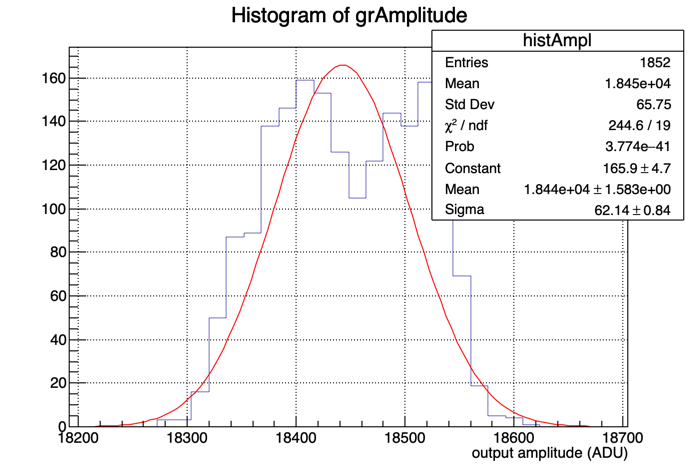 Histogram of grAmplitude
histAmpl
Entries 1852
Mean 1.845e+04
Std Dev 65.75
χ² / ndf 244.6 / 19
Prob 3.774e−41
Constant 165.9 ± 4.7
Mean 1.844e+04 ± 1.583e+00
Sigma 62.14 ± 0.84
160
140
120
100
80
60
40
20
0
18200 18300 18400 18500 18600 18700
output amplitude (ADU)